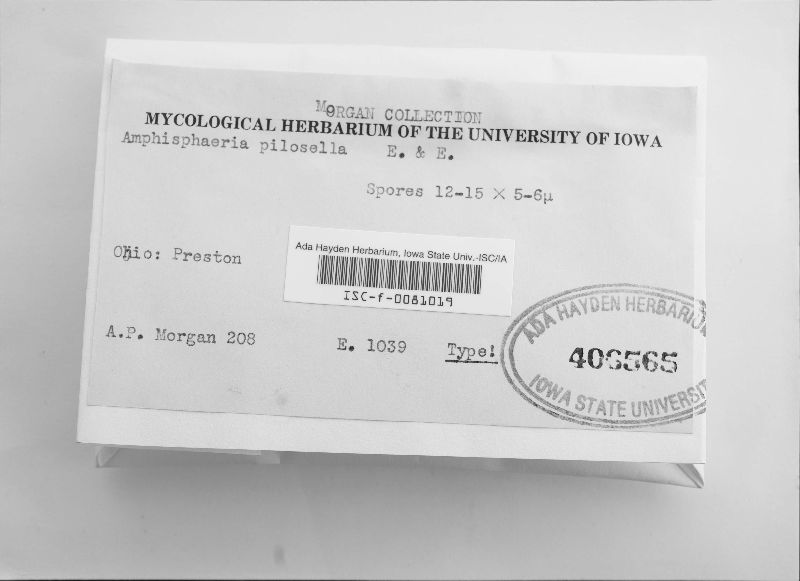 MORGAN COLLECTION
MYCOLOGICAL HERBARIUM OF THE UNIVERSITY OF IOWA
Amphisphaeria pilosella E. & E.
Spores 12-15 X 5-6μ
Ohio: Preston
Ada Hayden Herbarium, Iowa State Univ.-ISC/IA
ISC-f-0081019
A.P. Morgan 208 E. 1039 Type!
ADA HAYDEN HERBARIUM
406565
IOWA STATE UNIVERSITY